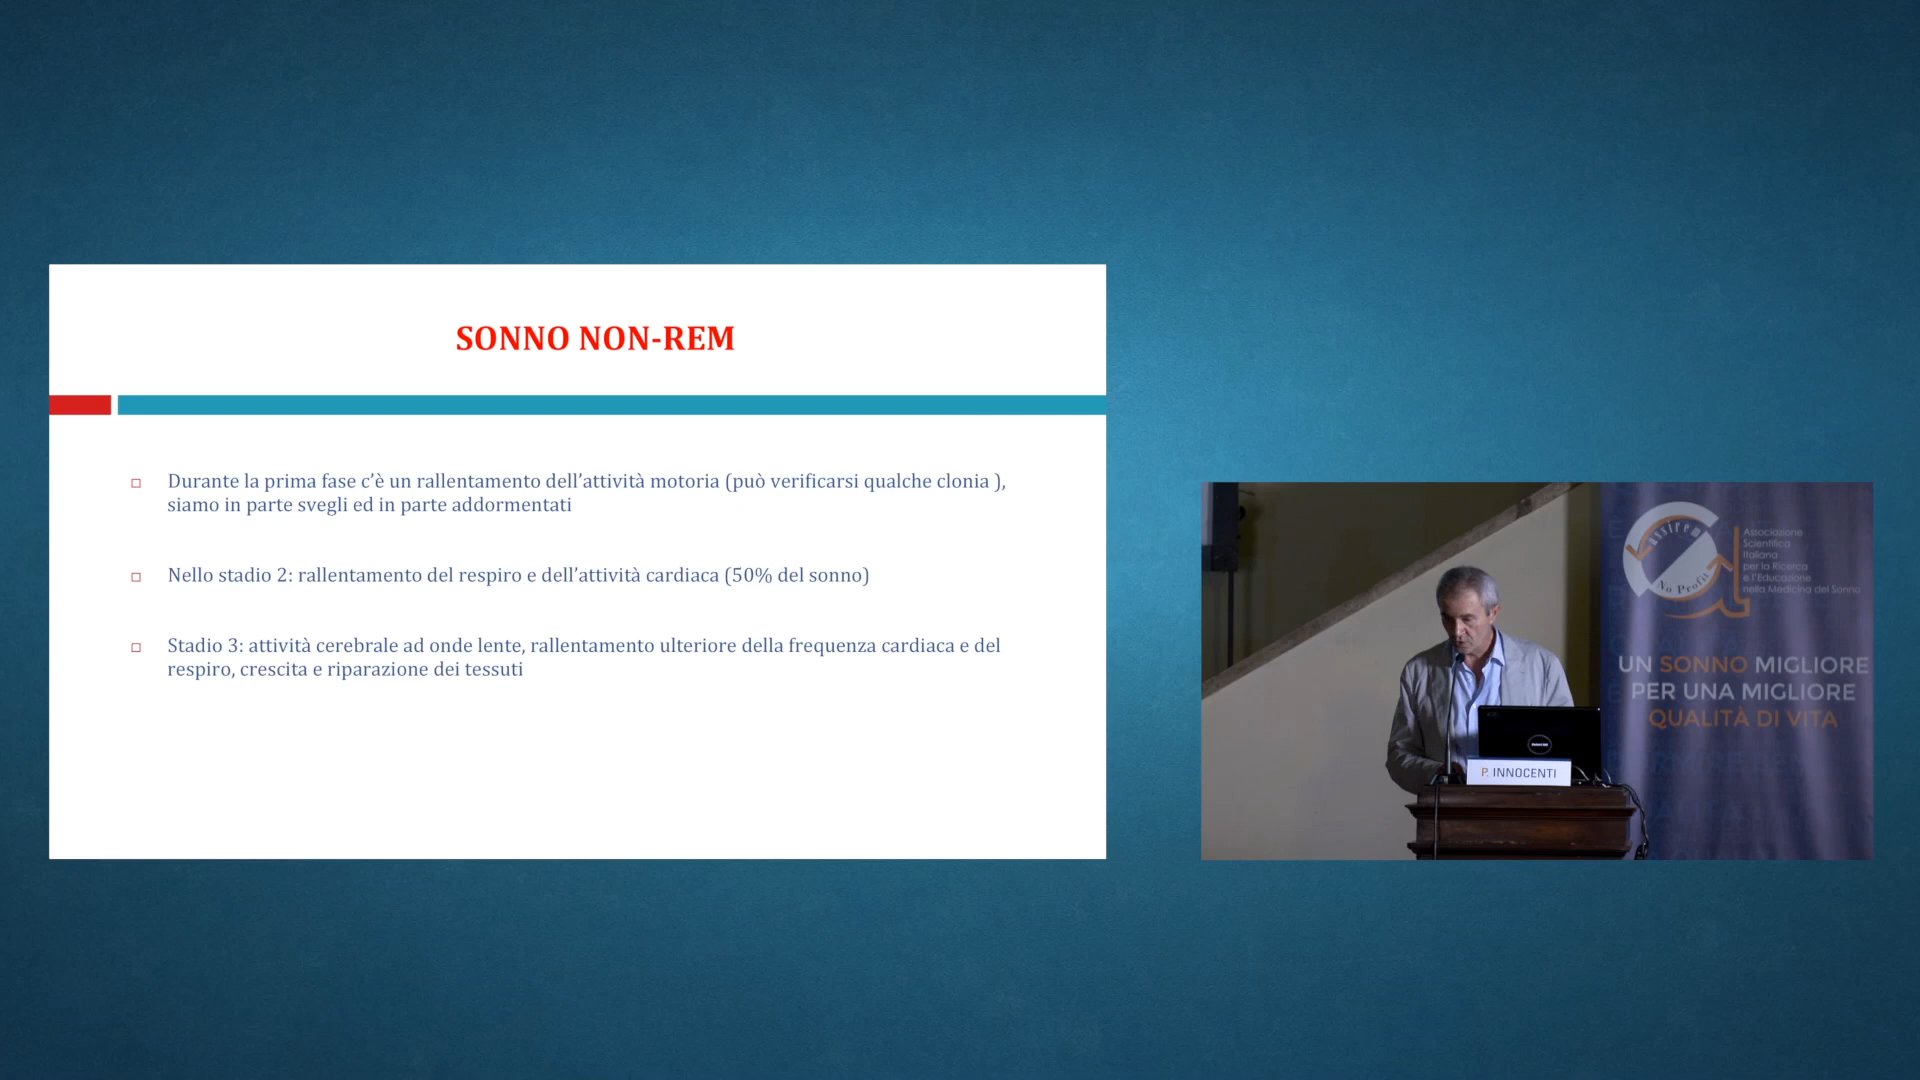 SONNO NON-REM
Durante la prima fase c’è un rallentamento dell’attività motoria (può verificarsi qualche clonia ),
siamo in parte svegli ed in parte addormentati
Nello stadio 2: rallentamento del respiro e dell’attività cardiaca (50% del sonno)
Stadio 3: attività cerebrale ad onde lente, rallentamento ulteriore della frequenza cardiaca e del
respiro, crescita e riparazione dei tessuti
assirem
No Profit
Associazione
Scientifica
Italiana
per la Ricerca
e l’Educazione
nella Medicina del Sonno
UN SONNO MIGLIORE
PER UNA MIGLIORE
QUALITÀ DI VITA
P. INNOCENTI